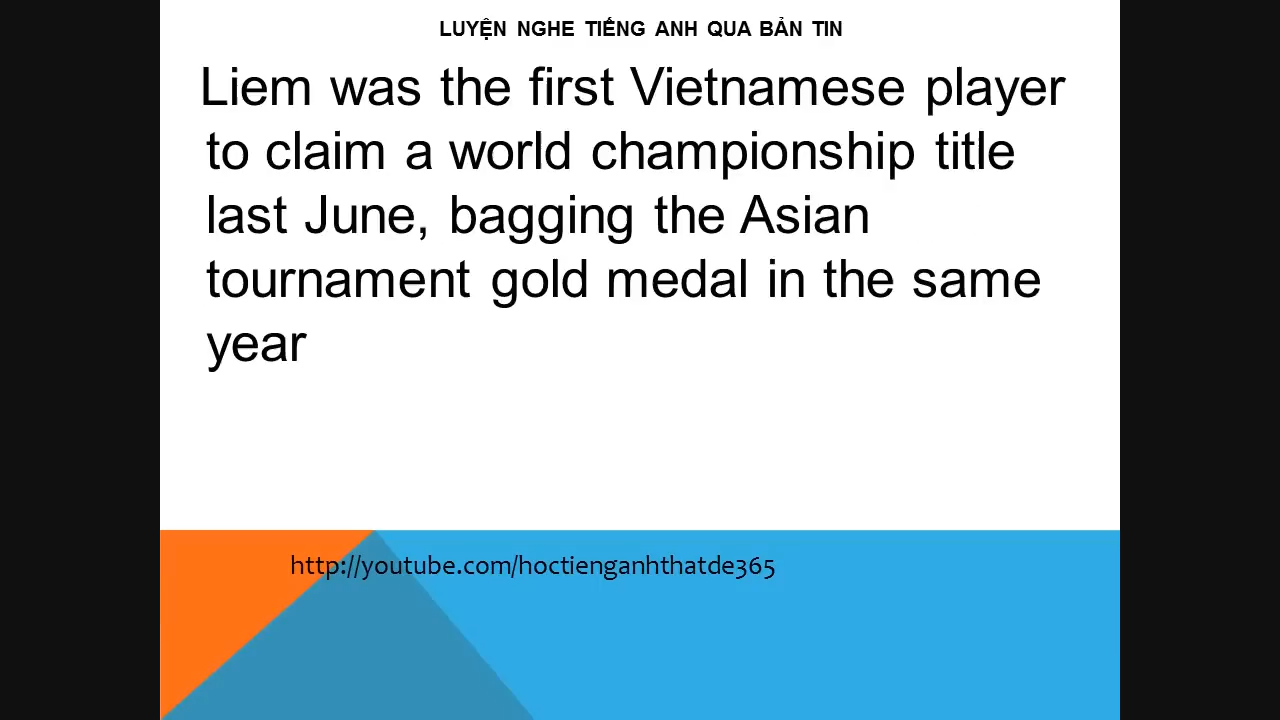 LUYỆN NGHE TIẾNG ANH QUA BẢN TIN
Liem was the first Vietnamese player
to claim a world championship title
last June, bagging the Asian
tournament gold medal in the same
year
http://youtube.com/hoctienganhthatde365